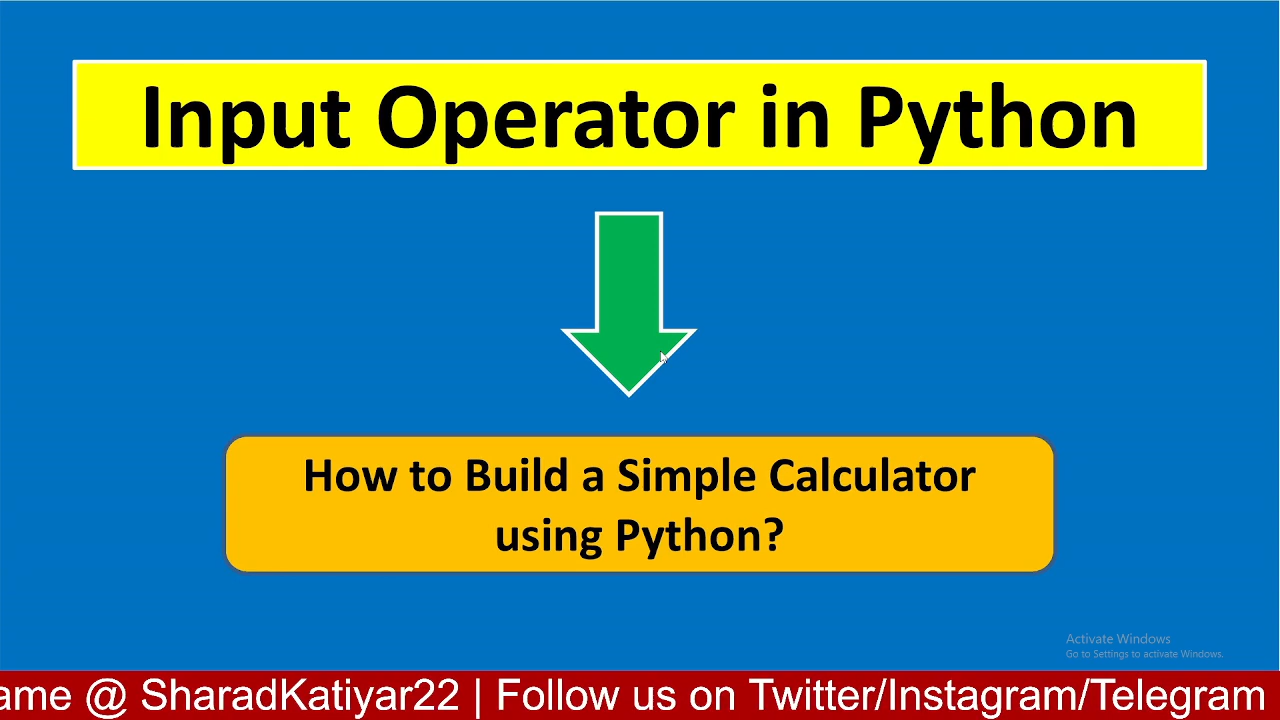 Input Operator in Python
How to Build a Simple Calculator
using Python?
Activate Windows
Go to Settings to activate Windows.
ame @ SharadKatiyar22 | Follow us on Twitter/Instagram/Telegram